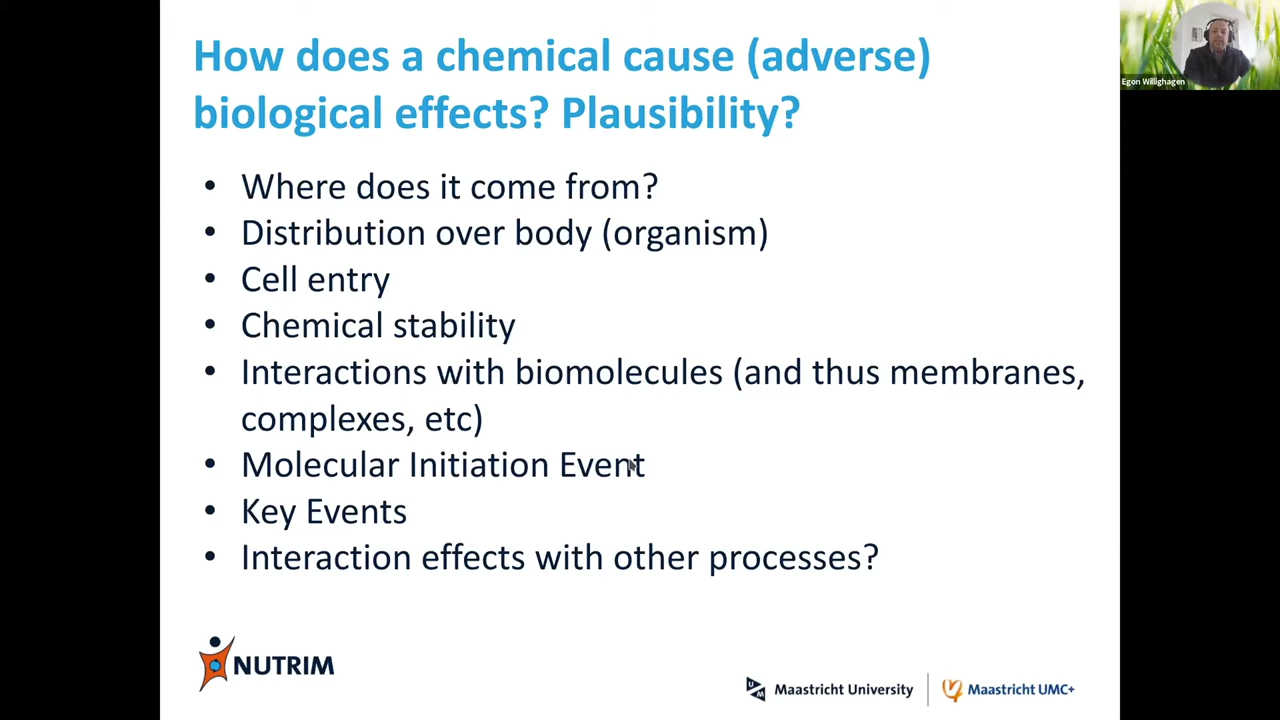 How does a chemical cause (adverse)
biological effects? Plausibility?
• Where does it come from?
• Distribution over body (organism)
• Cell entry
• Chemical stability
• Interactions with biomolecules (and thus membranes,
complexes, etc)
• Molecular Initiation Event
• Key Events
• Interaction effects with other processes?
Egon Willighagen
NUTRIM
UM Maastricht University
Maastricht UMC+